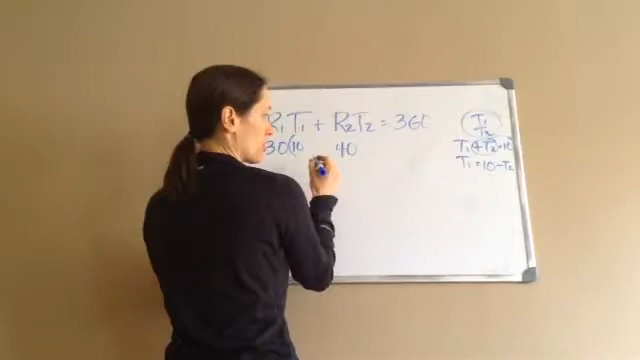 R₁T₁ + R₂T₂ = 360
30(10 40
T₁
T₂
T₁ + T₂ = 10
T₁ = 10 - T₂